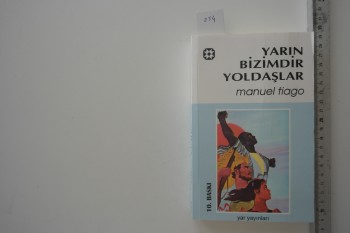 YARIN
BİZİMDİR
YOLDAŞLAR
manuel tiago
10. BASKI
yar yayınları